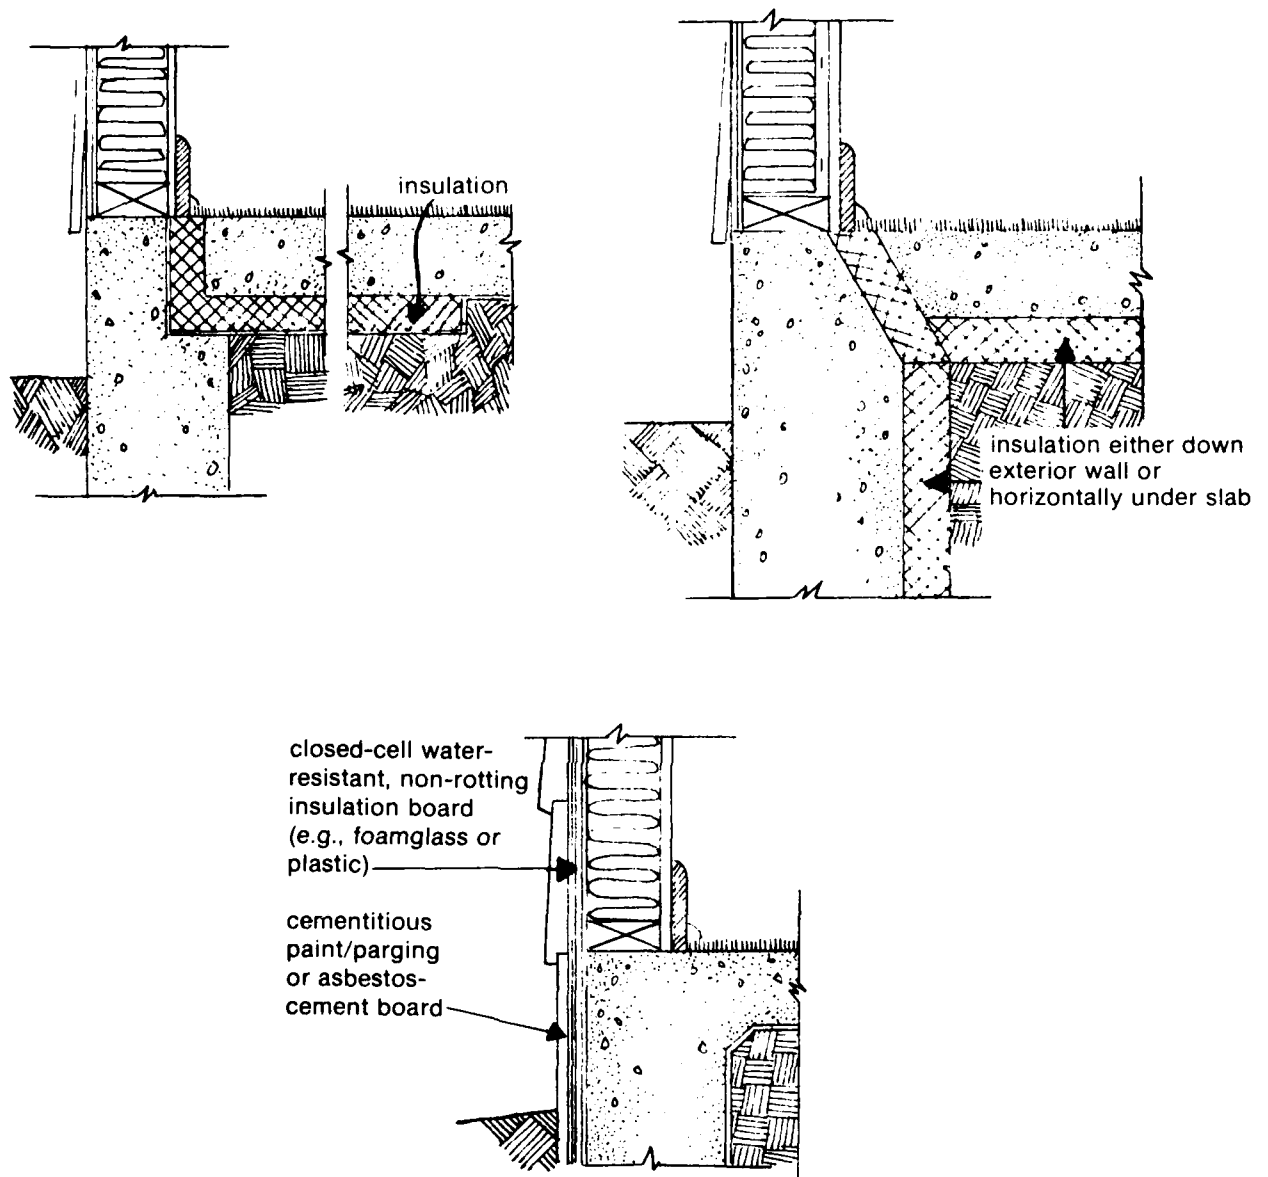 insulation
insulation either down
exterior wall or
horizontally under slab
closed-cell water-
resistant, non-rotting
insulation board
(e.g., foamglass or
plastic)
cementitious
paint/parging
or asbestos-
cement board